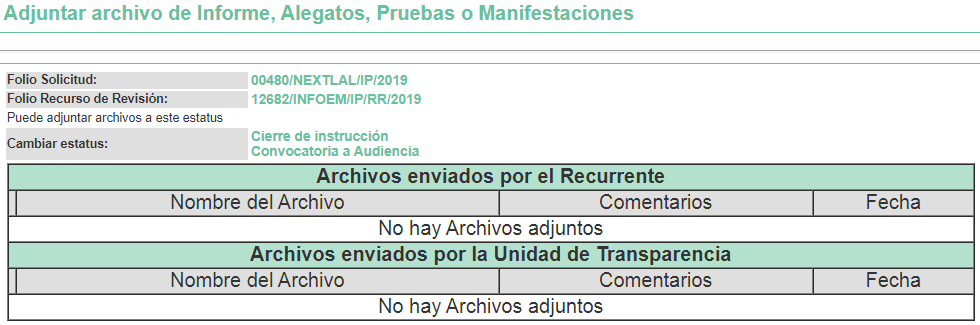 Adjuntar archivo de Informe, Alegatos, Pruebas o Manifestaciones
Folio Solicitud: 00480/NEXTLAL/IP/2019
Folio Recurso de Revisión: 12682/INFOEM/IP/RR/2019
Puede adjuntar archivos a este estatus
Cambiar estatus: Cierre de instrucción
Convocatoria a Audiencia
Archivos enviados por el Recurrente
Nombre del Archivo Comentarios Fecha
No hay Archivos adjuntos
Archivos enviados por la Unidad de Transparencia
Nombre del Archivo Comentarios Fecha
No hay Archivos adjuntos